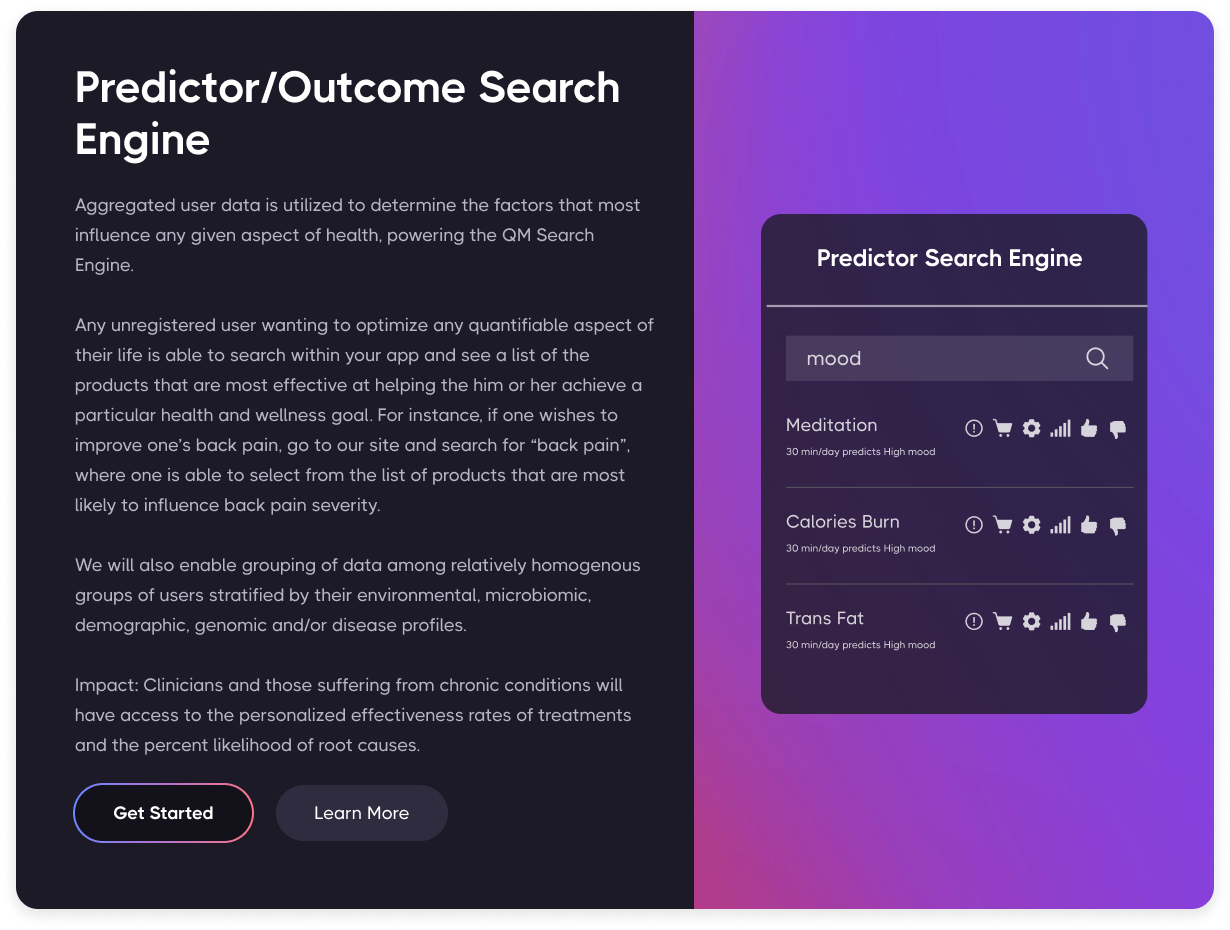 Predictor/Outcome Search
Engine
Aggregated user data is utilized to determine the factors that most
influence any given aspect of health, powering the QM Search
Engine.
Any unregistered user wanting to optimize any quantifiable aspect of
their life is able to search within your app and see a list of the
products that are most effective at helping the him or her achieve a
particular health and wellness goal. For instance, if one wishes to
improve one’s back pain, go to our site and search for “back pain”,
where one is able to select from the list of products that are most
likely to influence back pain severity.
We will also enable grouping of data among relatively homogenous
groups of users stratified by their environmental, microbiomic,
demographic, genomic and/or disease profiles.
Impact: Clinicians and those suffering from chronic conditions will
have access to the personalized effectiveness rates of treatments
and the percent likelihood of root causes.
Get Started
Learn More
Predictor Search Engine
mood
Meditation
30 min/day predicts High mood
Calories Burn
30 min/day predicts High mood
Trans Fat
30 min/day predicts High mood